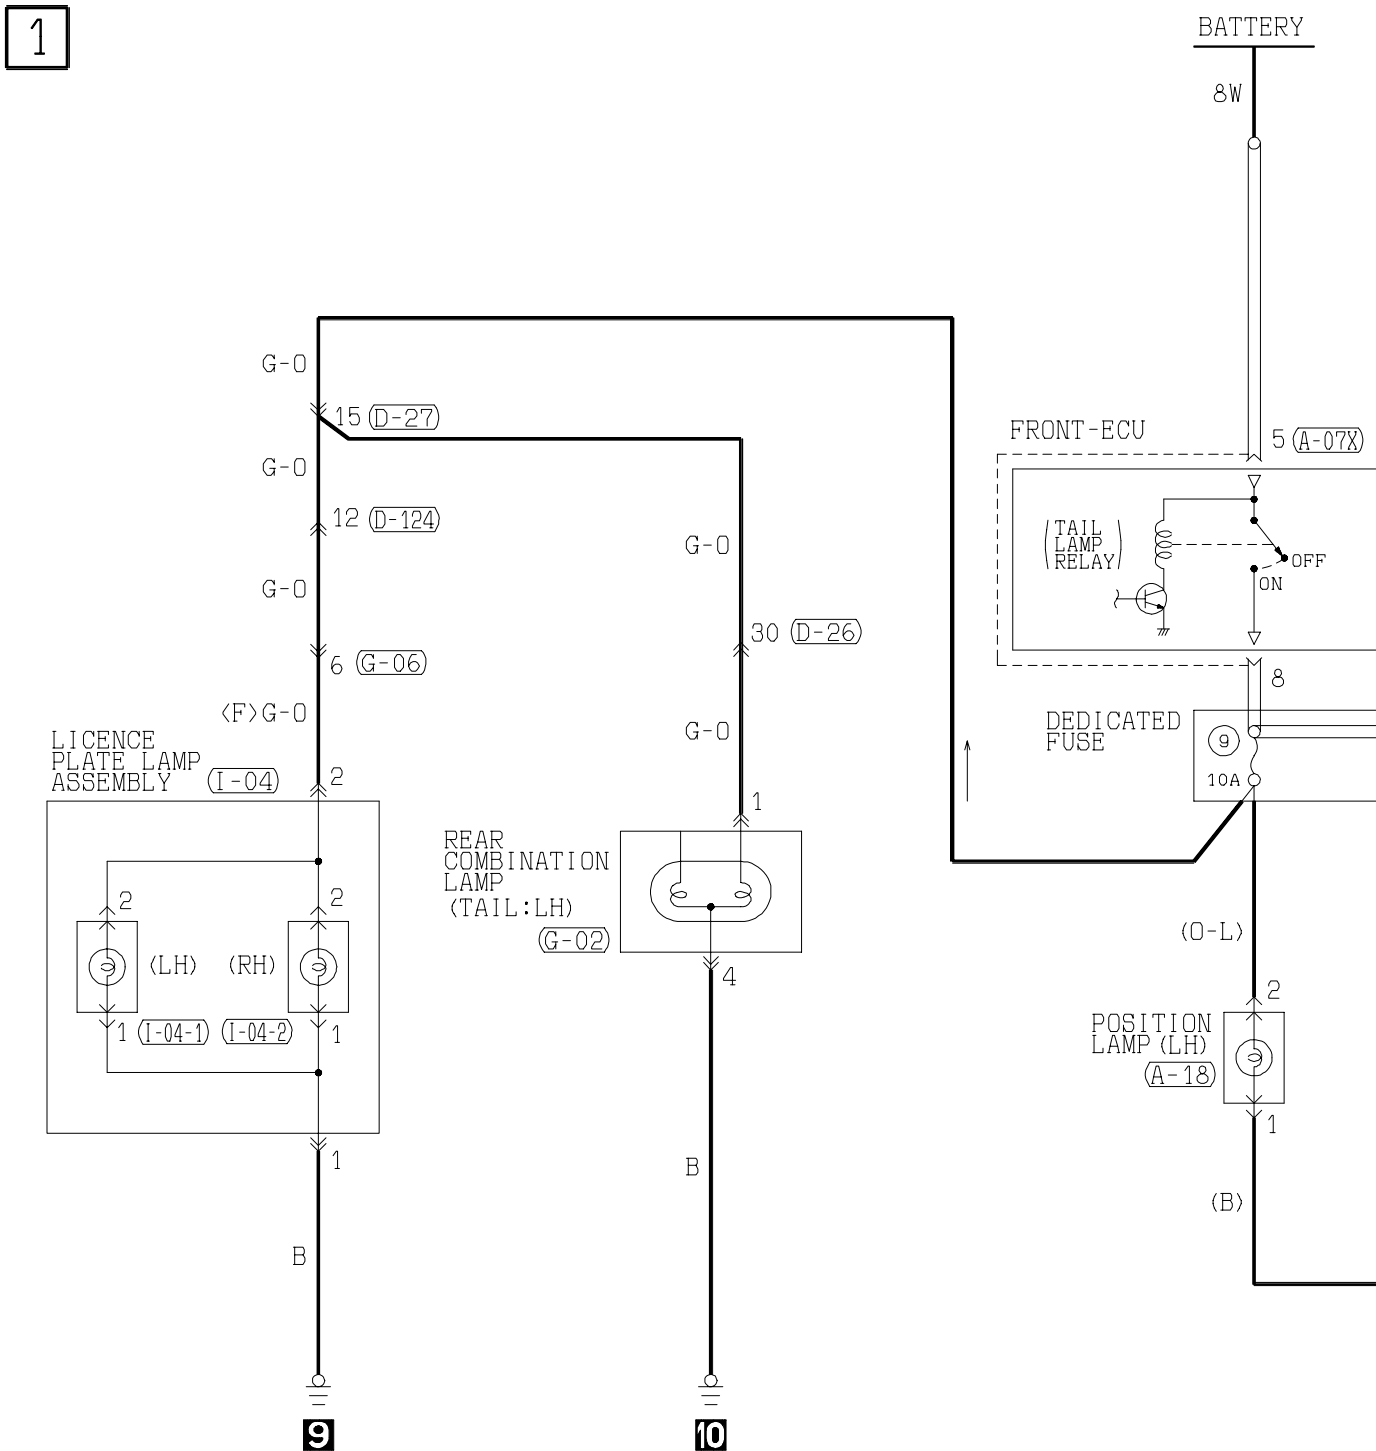 1
BATTERY
8W
G-O
15 (D-27)
FRONT-ECU
5 (A-07X)
G-O
12 (D-124)
(TAIL
LAMP
RELAY)
OFF
ON
G-O
G-O
30 (D-26)
6 (G-06)
8
<F>G-O
G-O
DEDICATED
FUSE
9
10A
LICENCE
PLATE LAMP
ASSEMBLY (I-04)
2
1
REAR
COMBINATION
LAMP
(TAIL:LH)
(G-02)
4
2
2
(LH)
(RH)
1 (I-04-1)
(I-04-2) 1
(O-L)
2
POSITION
LAMP (LH)
(A-18)
1
1
B
(B)
B
9
10